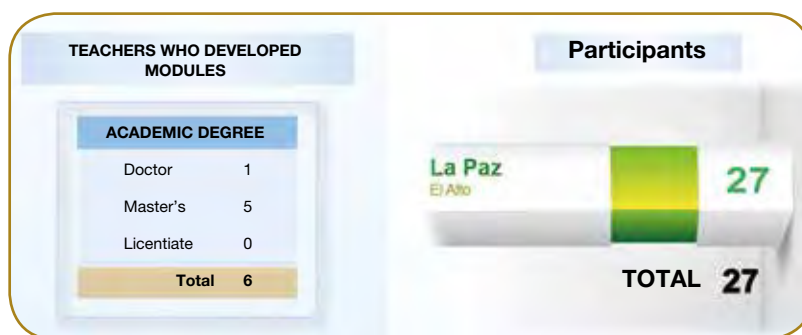 TEACHERS WHO DEVELOPED
MODULES
ACADEMIC DEGREE
Doctor 1
Master's 5
Licentiate 0
Total 6
Participants
La Paz
El Alto
27
TOTAL 27